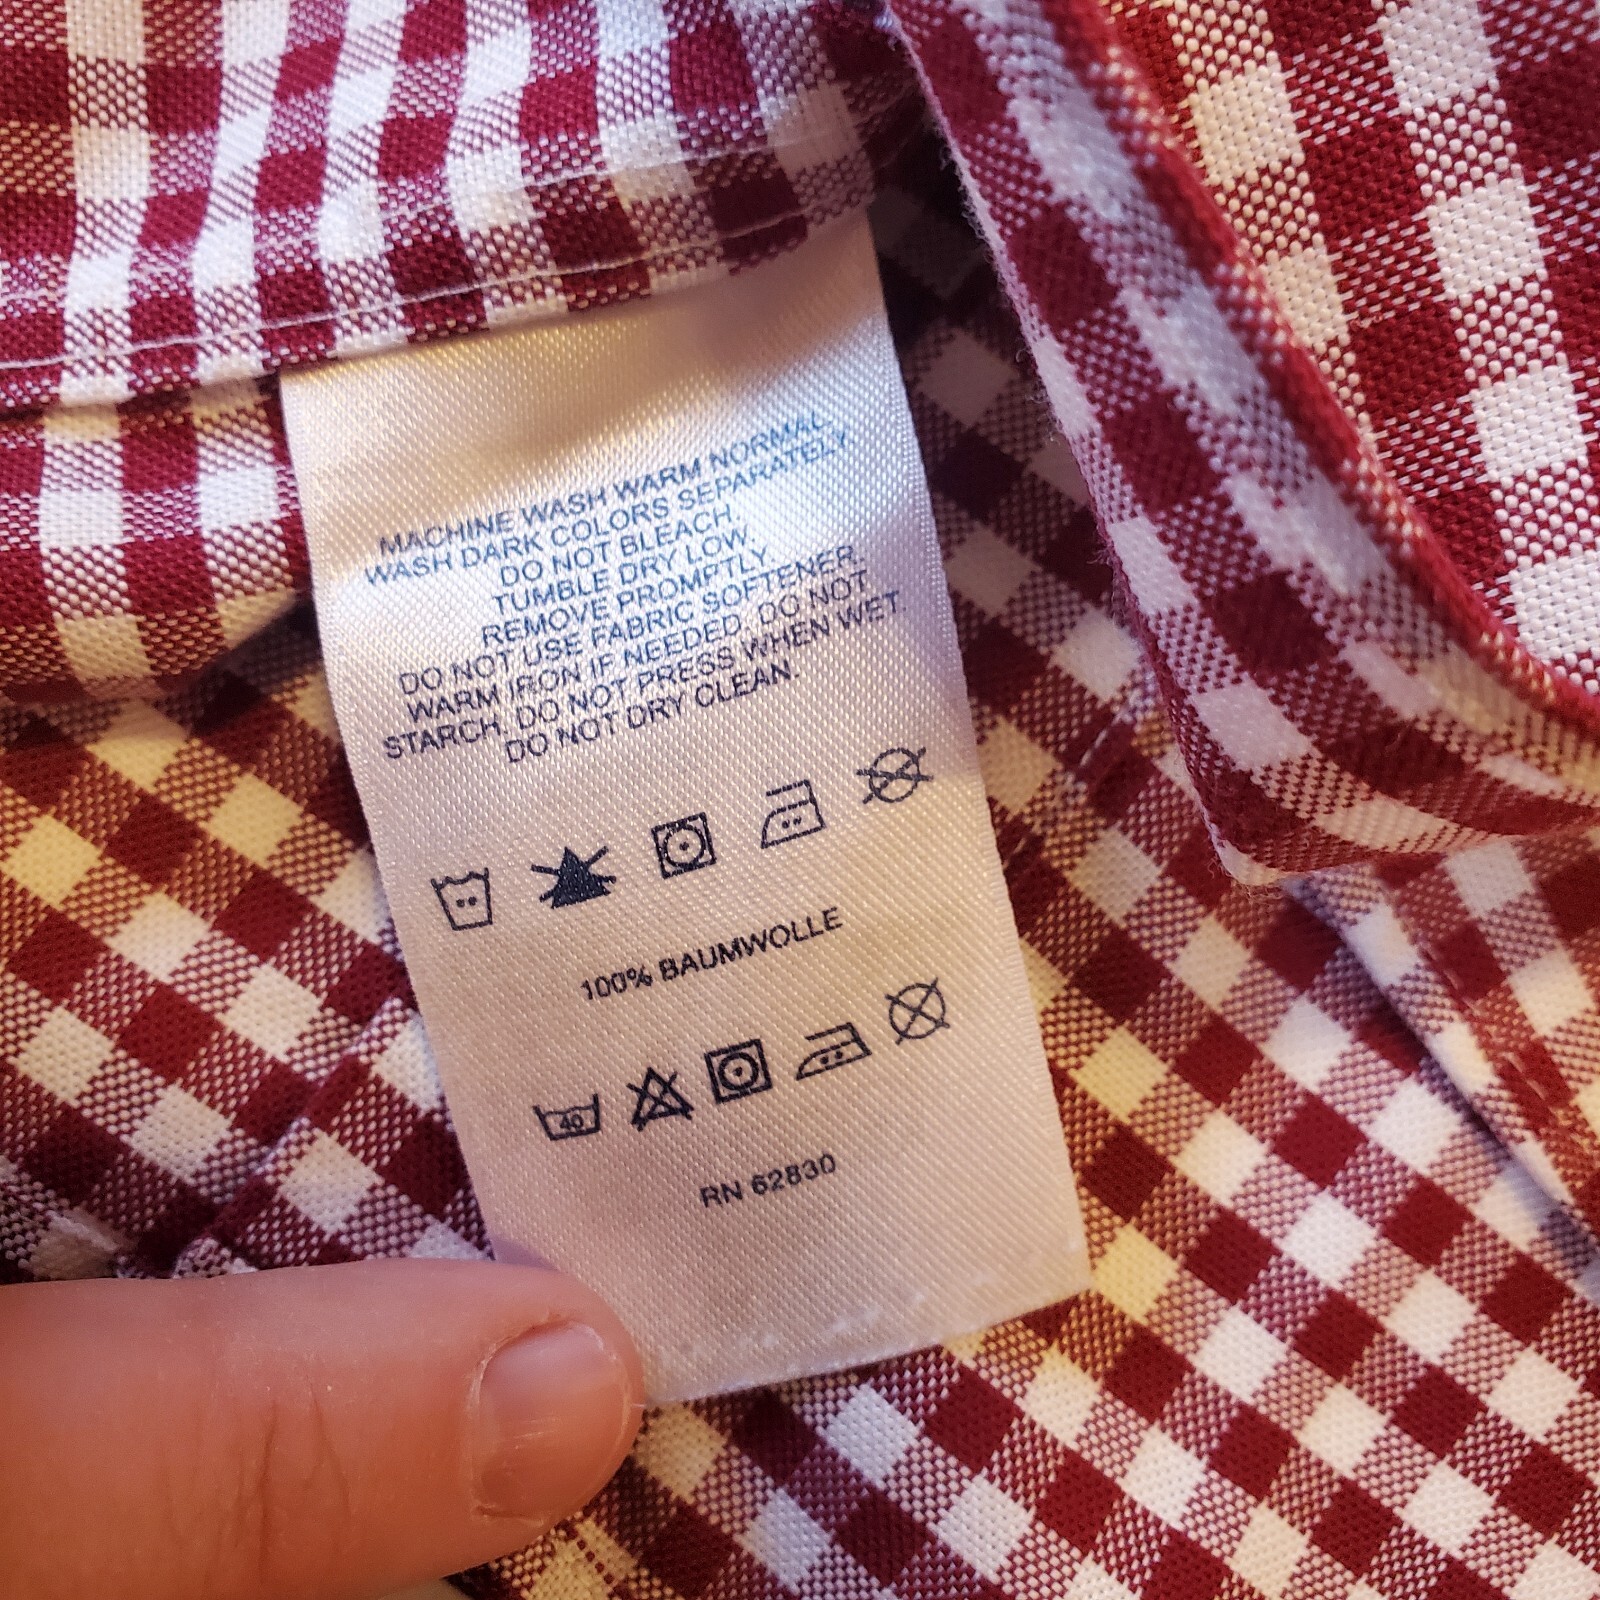 MACHINE WASH WARM NORMAL
WASH DARK COLORS SEPARATELY
DO NOT BLEACH
TUMBLE DRY LOW
REMOVE PROMPTLY.
DO NOT USE FABRIC SOFTENER.
WARM IRON IF NEEDED. DO NOT
STARCH. DO NOT PRESS WHEN WET.
DO NOT DRY CLEAN.
100% BAUMWOLLE
40
RN 62830